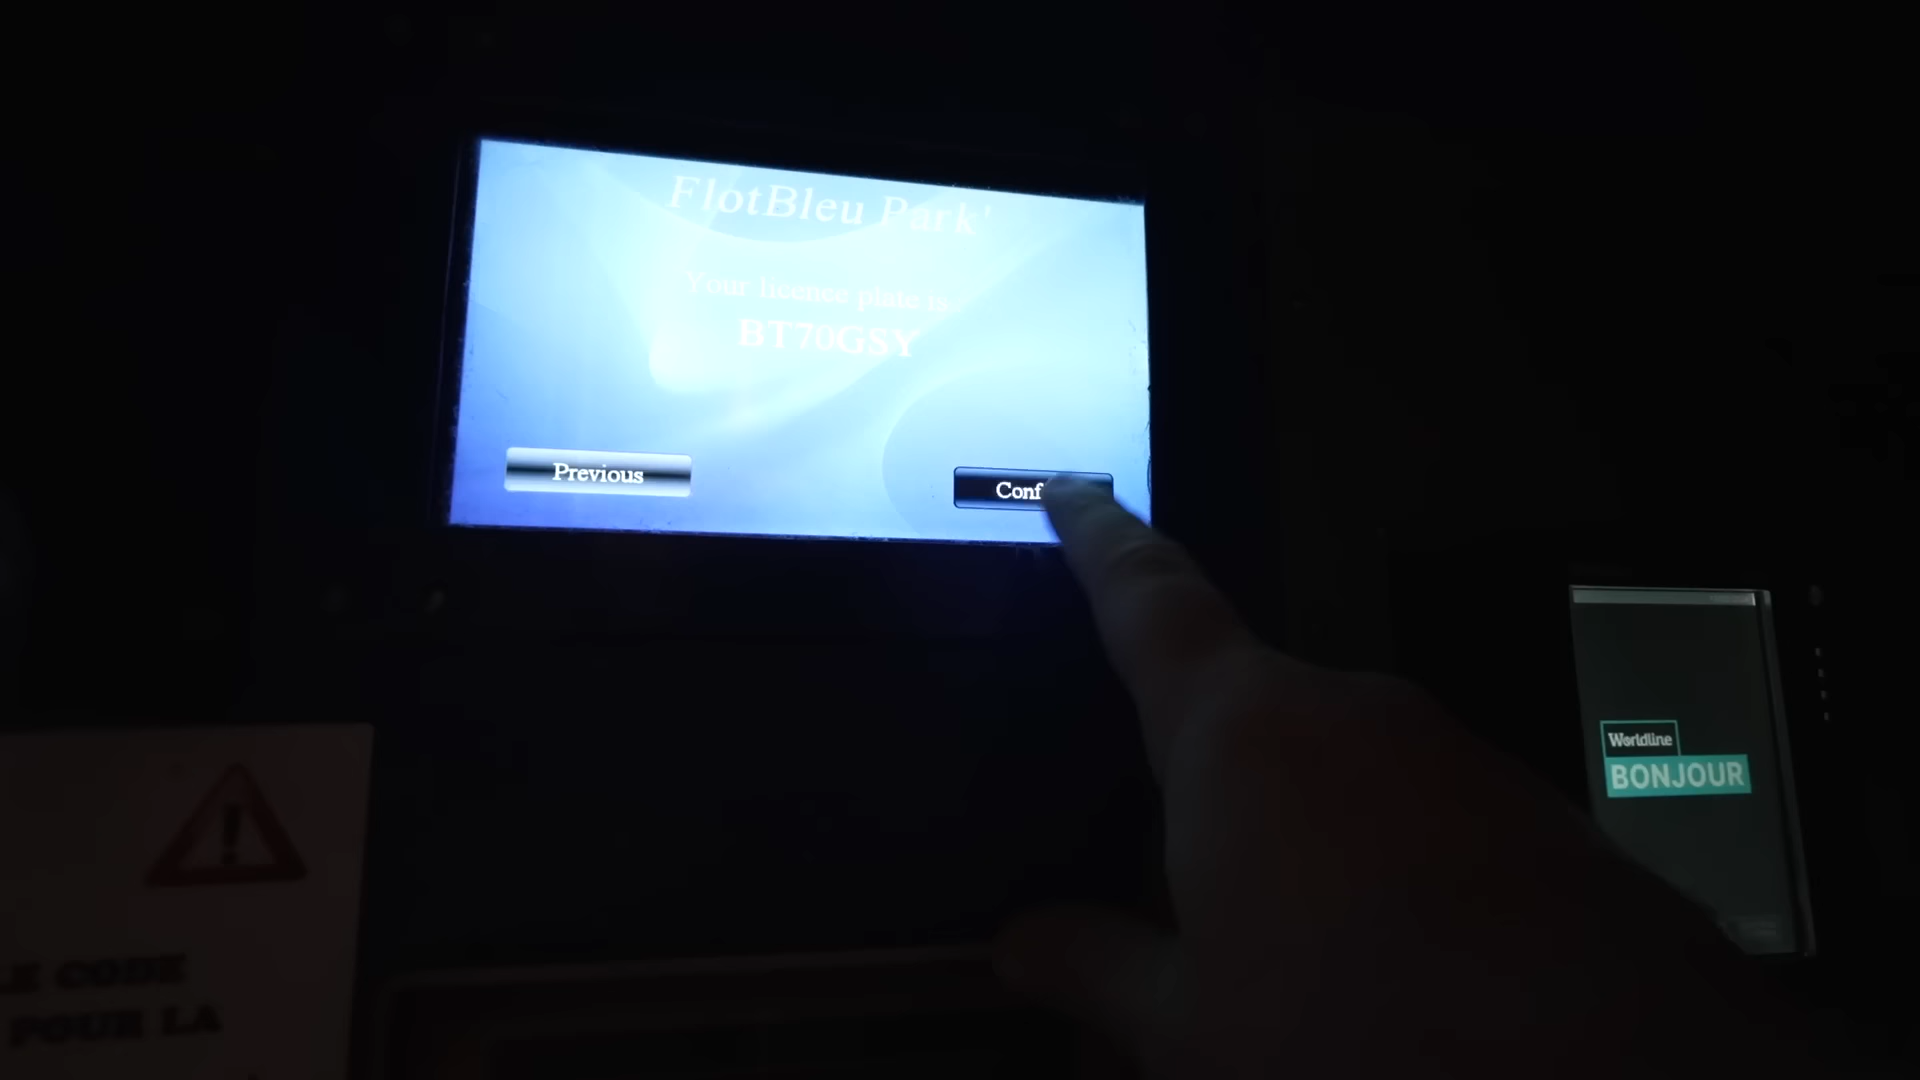 FlotBleu Park'
Your licence plate is
BT70GSY
Previous
Conf
Worldline
BONJOUR
LE CODE
POUR LA